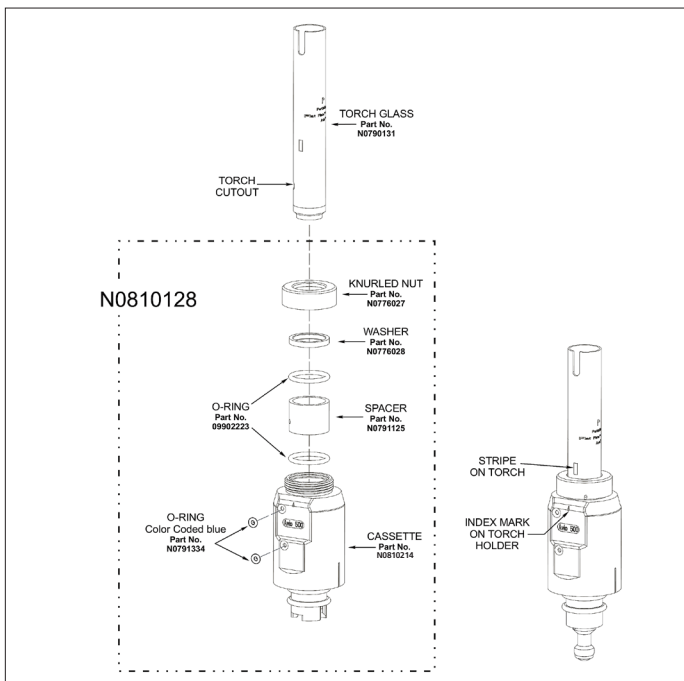 TORCH GLASS
Part No.
N0790131
TORCH
CUTOUT
N0810128
KNURLED NUT
Part No.
N0776027
WASHER
Part No.
N0776028
O-RING
Part No.
09902223
SPACER
Part No.
N0791125
O-RING
Color Coded blue
Part No.
N0791334
CASSETTE
Part No.
N0810214
STRIPE
ON TORCH
INDEX MARK
ON TORCH
HOLDER